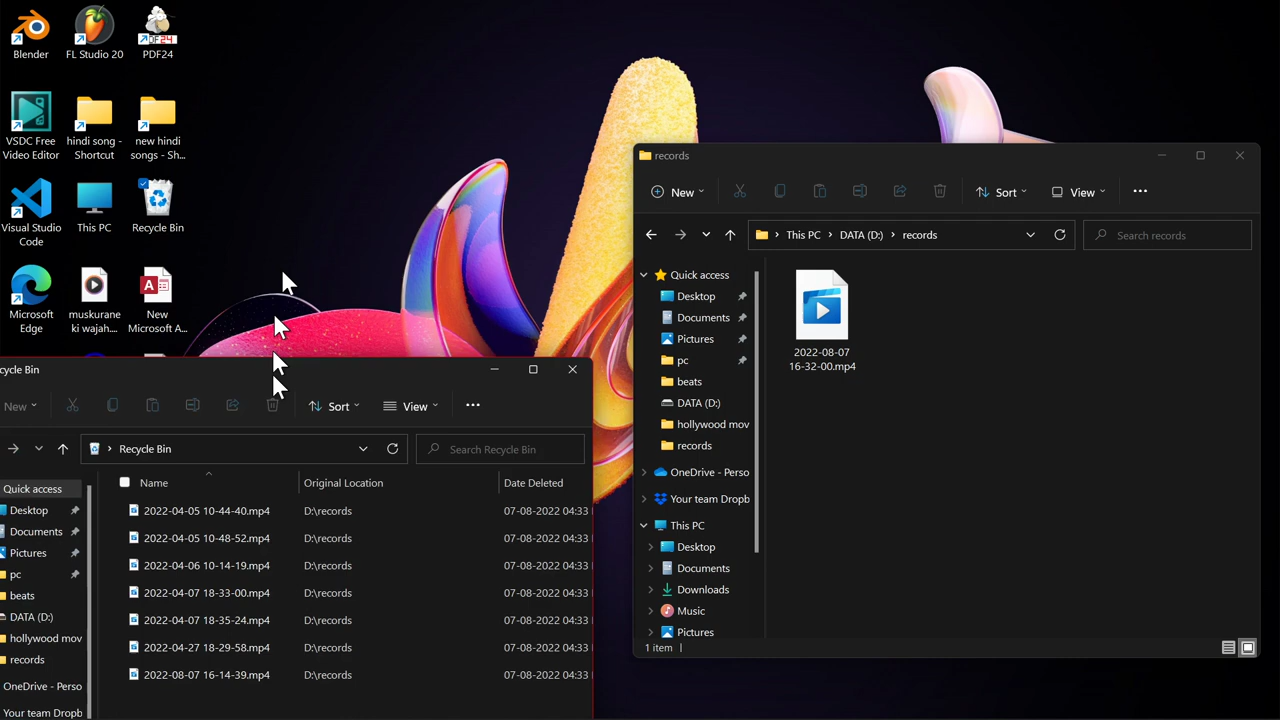 Blender
FL Studio 20
PDF24
VSDC Free
Video Editor
hindi song -
Shortcut
new hindi
songs - Sh...
Visual Studio
Code
This PC
Recycle Bin
Microsoft
Edge
muskurane
ki wajah....
New
Microsoft A...
cycle Bin
New
Sort
View
Recycle Bin
Search Recycle Bin
Quick access
Desktop
Documents
Pictures
pc
beats
DATA (D:)
hollywood mov
records
OneDrive - Perso
Your team Dropb
Name Original Location Date Deleted
2022-04-05 10-44-40.mp4 D:\records 07-08-2022 04:33
2022-04-05 10-48-52.mp4 D:\records 07-08-2022 04:33
2022-04-06 10-14-19.mp4 D:\records 07-08-2022 04:33
2022-04-07 18-33-00.mp4 D:\records 07-08-2022 04:33
2022-04-07 18-35-24.mp4 D:\records 07-08-2022 04:33
2022-04-27 18-29-58.mp4 D:\records 07-08-2022 04:33
2022-08-07 16-14-39.mp4 D:\records 07-08-2022 04:33
records
New
Sort
View
This PC > DATA (D:) > records
Search records
Quick access
Desktop
Documents
Pictures
pc
beats
DATA (D:)
hollywood mov
records
OneDrive - Perso
Your team Dropb
This PC
Desktop
Documents
Downloads
Music
Pictures
2022-08-07
16-32-00.mp4
1 item